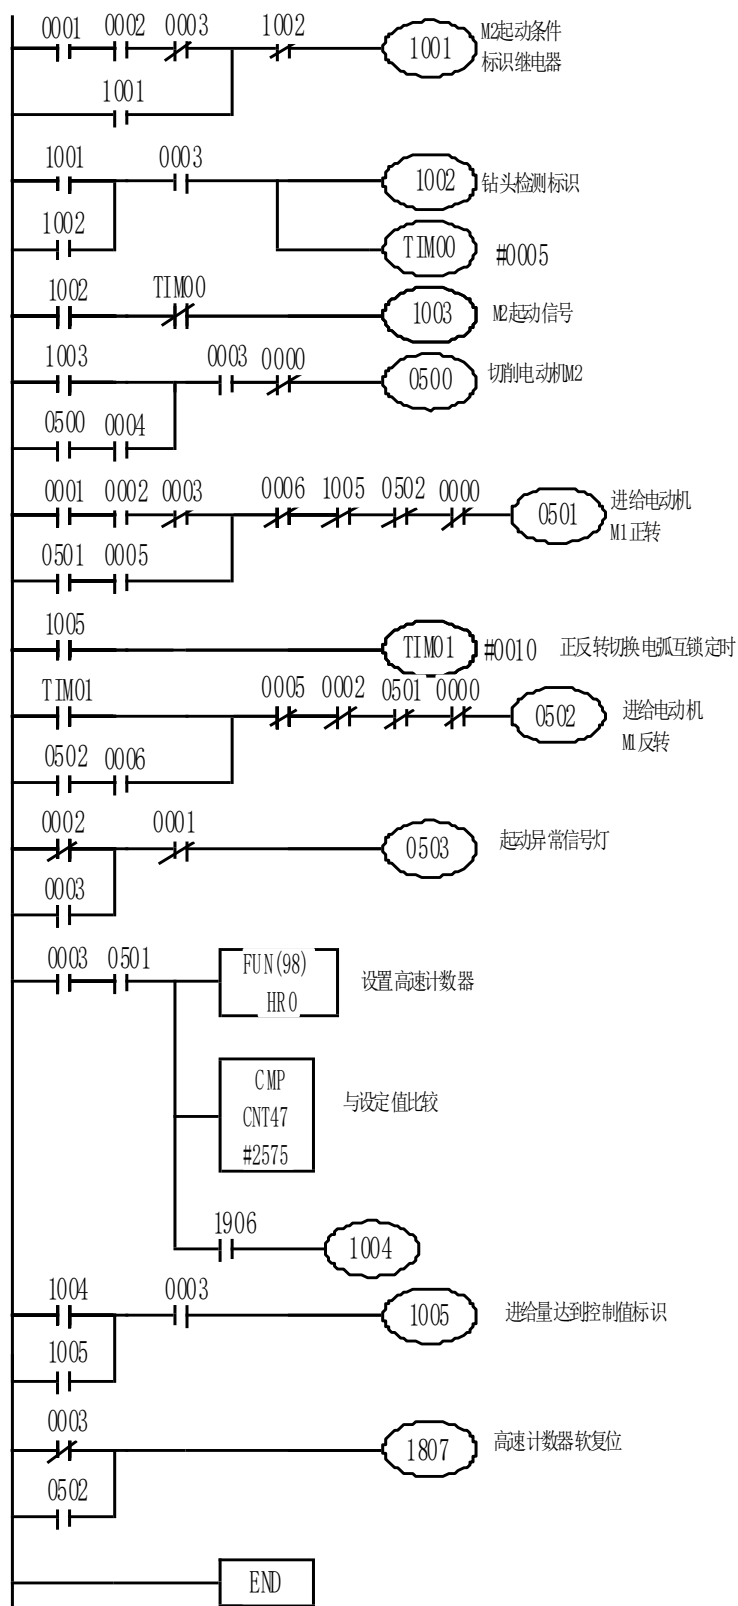 0001 0002 0003 1002 1001 M2起动条件
标识继电器
1001
1001 0003 1002 钻头检测标识
1002 TIM00 #0005
1002 TIM00 1003 M2起动信号
1003 0003 0000 0500 切削电动机M2
0500 0004
0001 0002 0003 0006 1005 0502 0000 0501 进给电动机
M1正转
0501 0005
1005 TIM01 #0010 正反转切换电弧互锁定时
TIM01 0005 0002 0501 0000 0502 进给电动机
M1反转
0502 0006
0002 0001 0503 起动异常信号灯
0003
0003 0501 FUN(98) 设置高速计数器
HR0
CMP
CNT47 与设定值比较
#2575
1906 1004
1004 0003 1005 进给量达到控制值标识
1005
0003 1807 高速计数器软复位
0502
END